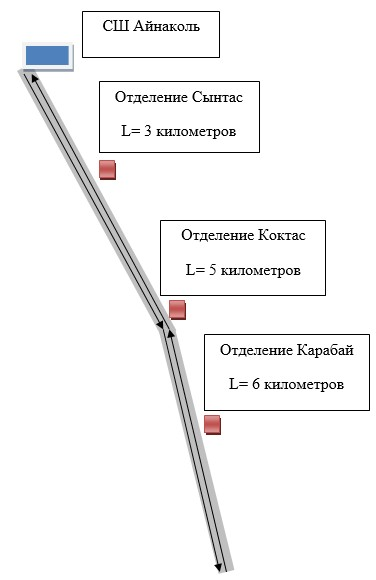 СШ Айнаколь
Отделение Сынтас
L= 3 километров
Отделение Коктас
L= 5 километров
Отделение Карабай
L= 6 километров